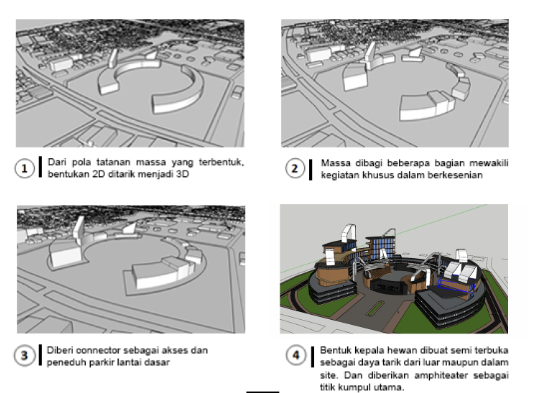 1
Dari pola tatanan massa yang terbentuk,
bentukan 2D ditarik menjadi 3D
2
Massa dibagi beberapa bagian mewakili
kegiatan khusus dalam berkesenian
3
Diberi connector sebagai akses dan
peneduh parkir lantai dasar
4
Bentuk kepala hewan dibuat semi terbuka
sebagai daya tarik dari luar maupun dalam
site. Dan diberikan amphiteater sebagai
titik kumpul utama.